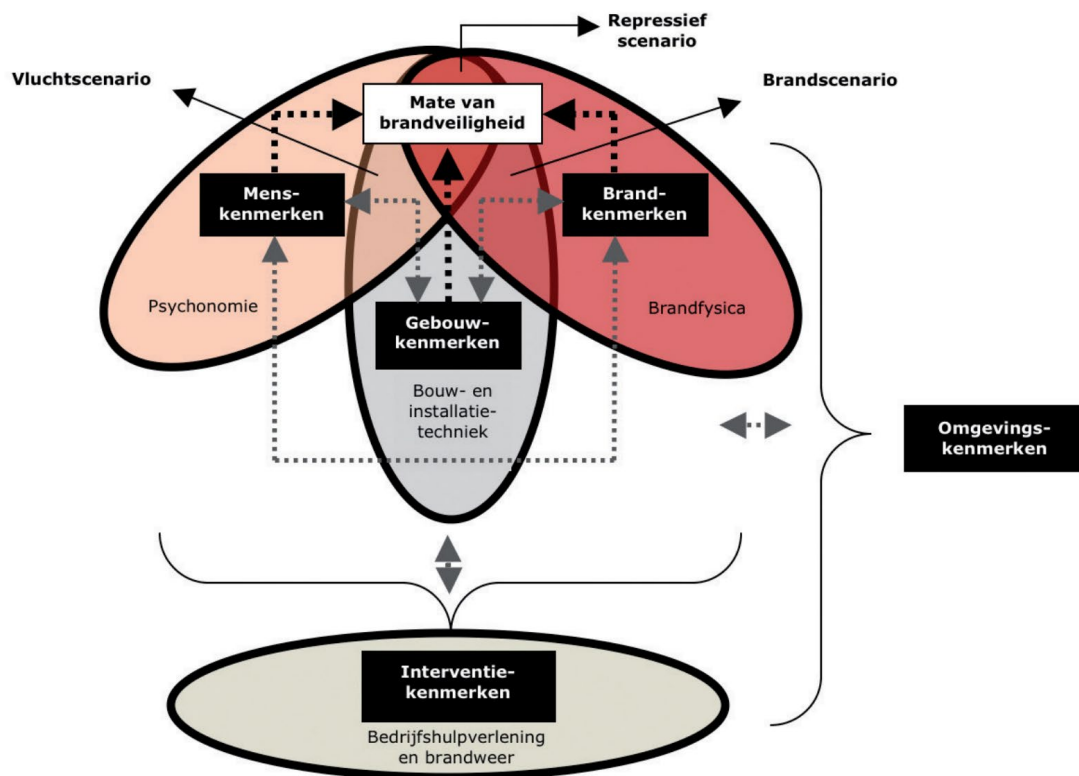 Repressief
scenario
Vluchtscenario
Brandscenario
Mate van
brandveiligheid
Mens-
kenmerken
Brand-
kenmerken
Psychonomie
Brandfysica
Gebouw-
kenmerken
Bouw- en
installatie-
techniek
Omgevings-
kenmerken
Interventie-
kenmerken
Bedrijfshulpverlening
en brandweer